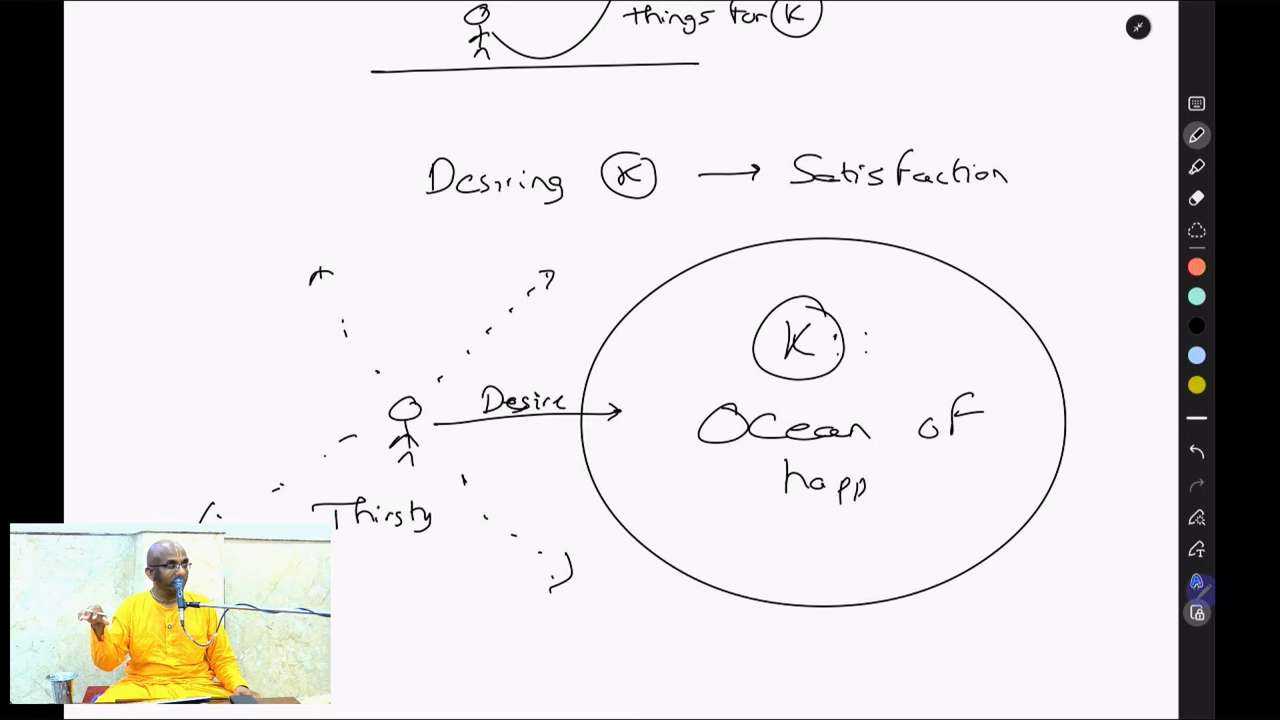 things for K
Desiring K → Satisfaction
K :
Desire
Ocean of
happ
Thirsty